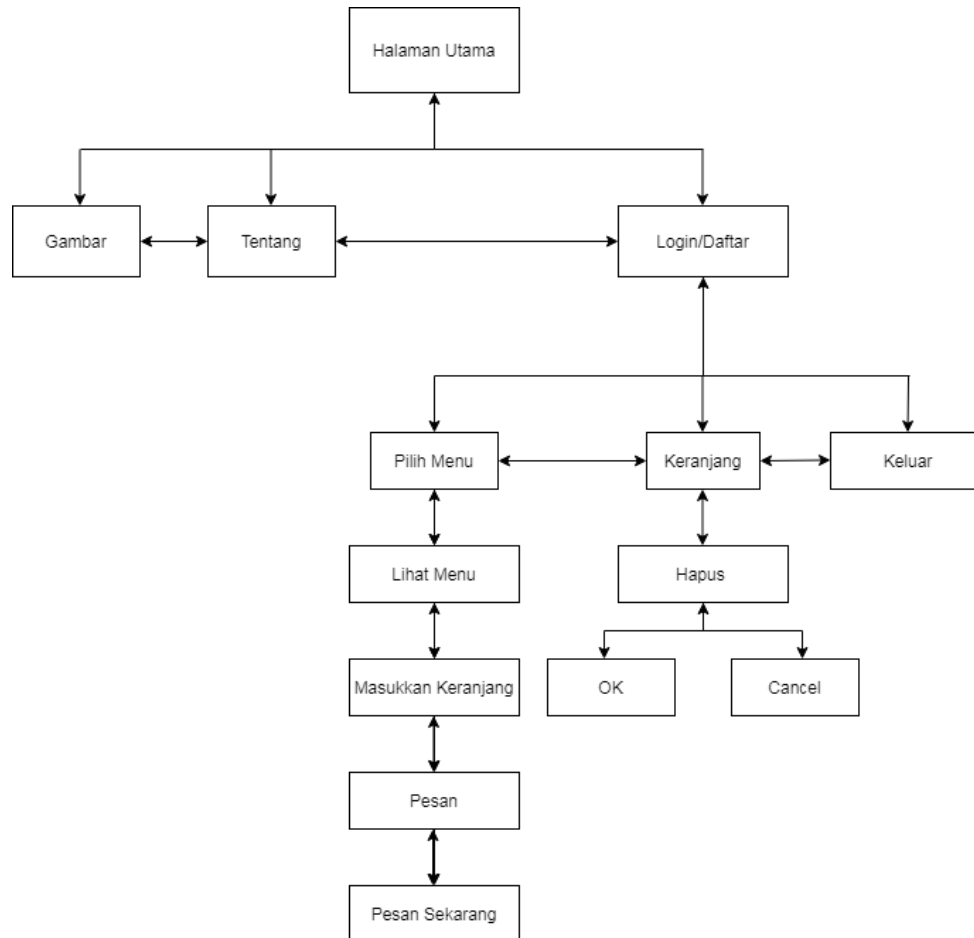 Halaman Utama
Gambar
Tentang
Login/Daftar
Pilih Menu
Keranjang
Keluar
Lihat Menu
Hapus
Masukkan Keranjang
OK
Cancel
Pesan
Pesan Sekarang